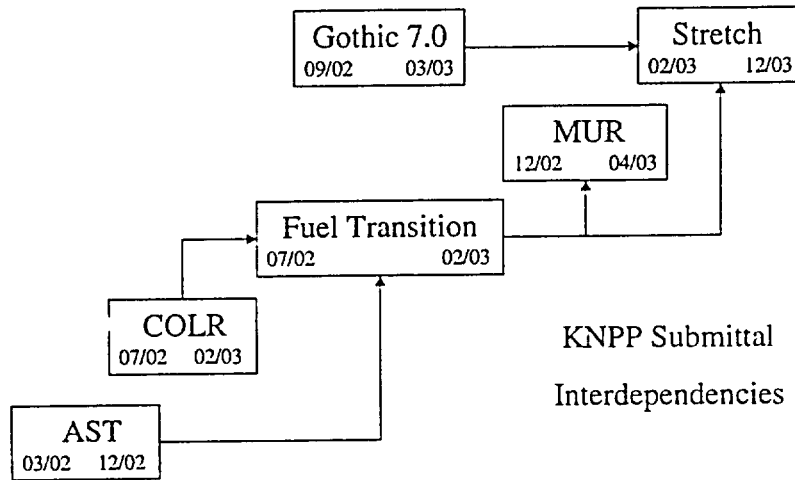 Gothic 7.0
09/02 03/03
Stretch
02/03 12/03
MUR
12/02 04/03
Fuel Transition
07/02 02/03
COLR
07/02 02/03
AST
03/02 12/02
KNPP Submittal
Interdependencies